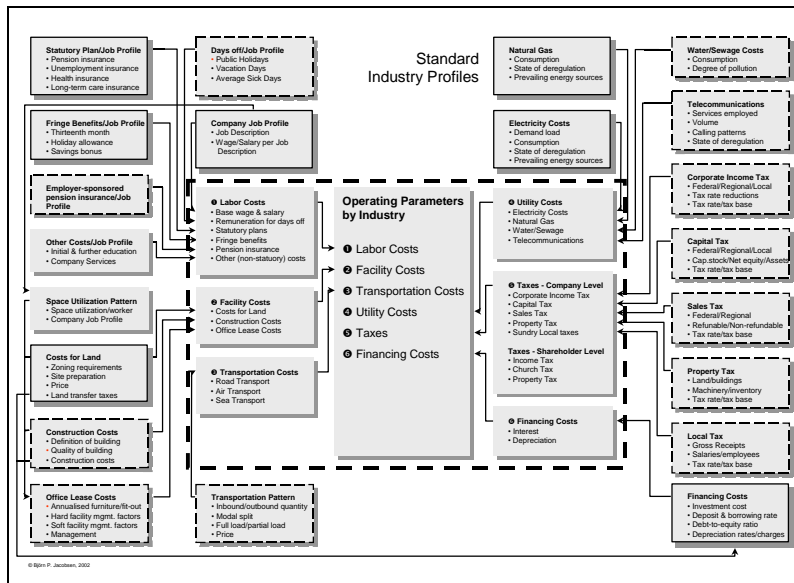 Standard
Industry Profiles
Statutory Plan/Job Profile
• Pension insurance
• Unemployment insurance
• Health insurance
• Long-term care insurance
Days off/Job Profile
• Public Holidays
• Vacation Days
• Average Sick Days
Natural Gas
• Consumption
• State of deregulation
• Prevailing energy sources
Water/Sewage Costs
• Consumption
• Degree of pollution
Fringe Benefits/Job Profile
• Thirteenth month
• Holiday allowance
• Savings bonus
Company Job Profile
• Job Description
• Wage/Salary per Job
Description
Electricity Costs
• Demand load
• Consumption
• State of deregulation
• Prevailing energy sources
Telecommunications
• Services employed
• Volume
• Calling patterns
• State of deregulation
Employer-sponsored
pension insurance/Job
Profile
Other Costs/Job Profile
• Initial & further education
• Company Services
Space Utilization Pattern
• Space utilization/worker
• Company Job Profile
Costs for Land
• Zoning requirements
• Site preparation
• Price
• Land transfer taxes
Construction Costs
• Definition of building
• Quality of building
• Construction costs
Office Lease Costs
• Annualised furniture/fit-out
• Hard facility mgmt. factors
• Soft facility mgmt. factors
• Management
❶ Labor Costs
• Base wage & salary
• Remuneration for days off
• Statutory plans
• Fringe benefits
• Pension insurance
• Other (non-statuory) costs
❷ Facility Costs
• Costs for Land
• Construction Costs
• Office Lease Costs
❸ Transportation Costs
• Road Transport
• Air Transport
• Sea Transport
Transportation Pattern
• Inbound/outbound quantity
• Modal split
• Full load/partial load
• Price
Operating Parameters
by Industry
❶ Labor Costs
❷ Facility Costs
❸ Transportation Costs
❹ Utility Costs
❺ Taxes
❻ Financing Costs
❹ Utility Costs
• Electricity Costs
• Natural Gas
• Water/Sewage
• Telecommunications
❺ Taxes - Company Level
• Corporate Income Tax
• Capital Tax
• Sales Tax
• Property Tax
• Sundry Local taxes
Taxes - Shareholder Level
• Income Tax
• Church Tax
• Property Tax
❻ Financing Costs
• Interest
• Depreciation
Corporate Income Tax
• Federal/Regional/Local
• Tax rate reductions
• Tax rate/tax base
Capital Tax
• Federal/Regional/Local
• Cap.stock/Net equity/Assets
• Tax rate/tax base
Sales Tax
• Federal/Regional
• Refundable/Non-refundable
• Tax rate/tax base
Property Tax
• Land/buildings
• Machinery/inventory
• Tax rate/tax base
Local Tax
• Gross Receipts
• Salaries/employees
• Tax rate/tax base
Financing Costs
• Investment cost
• Deposit & borrowing rate
• Debt-to-equity ratio
• Depreciation rates/charges
© Björn P. Jacobsen, 2002